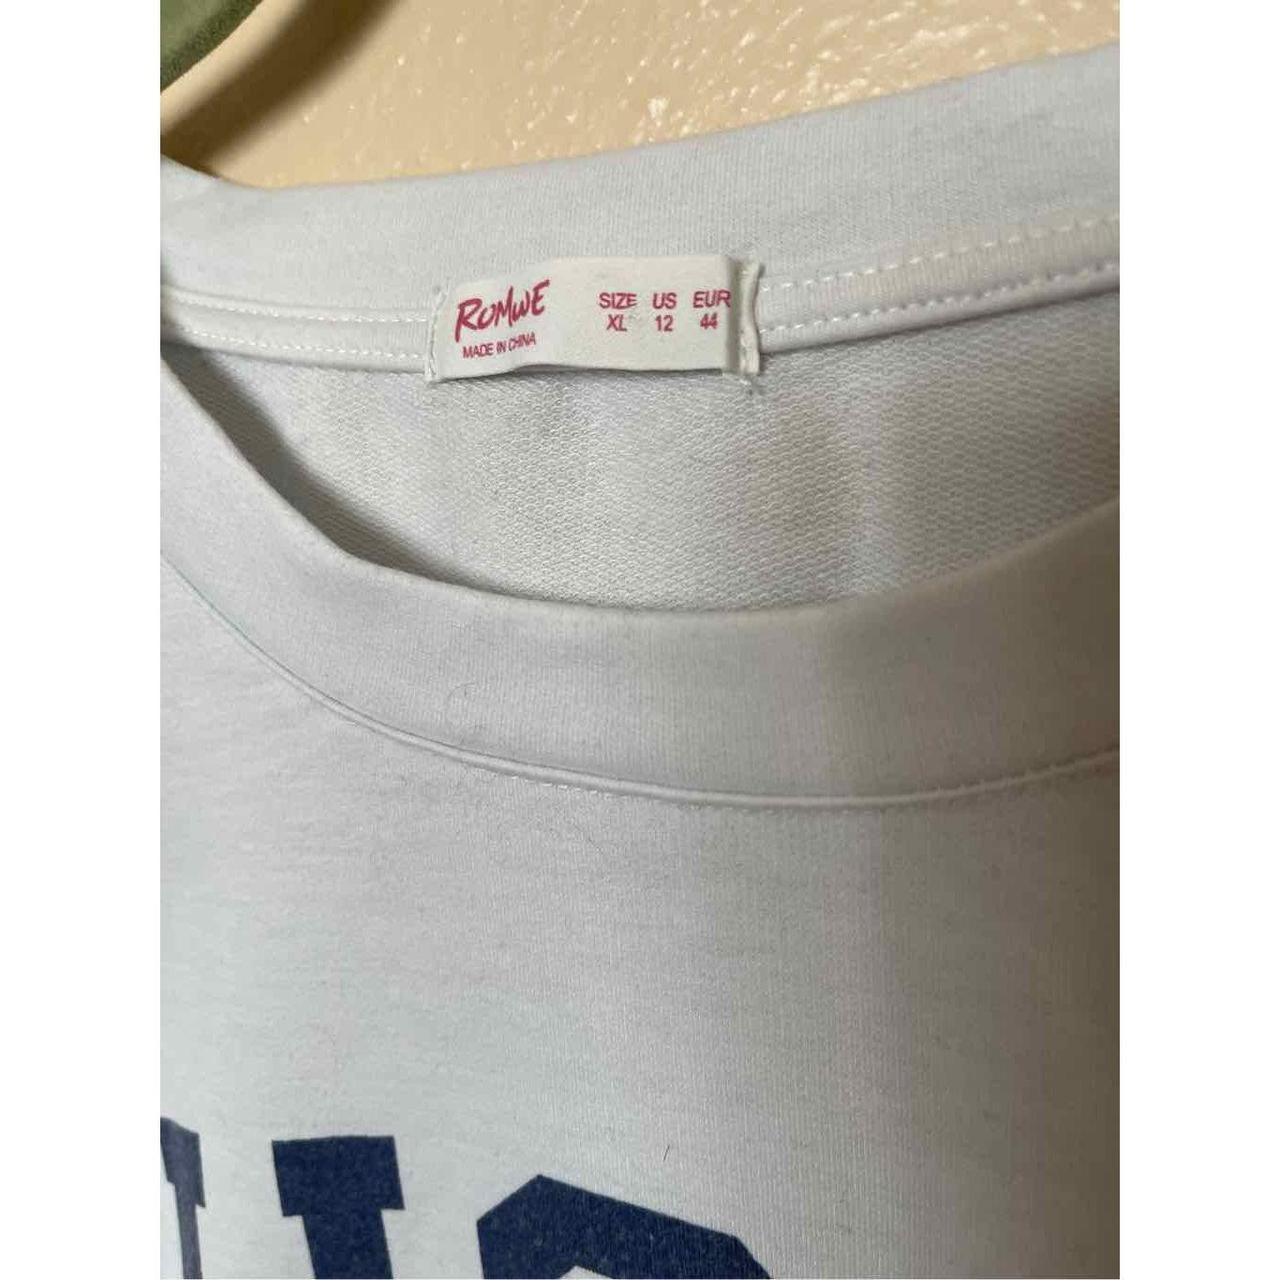 ROMWE
MADE IN CHINA
SIZE US EUR
XL 12 44